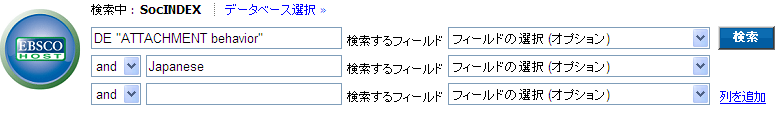 検索中: SocINDEX データベース選択 »
EBSCO HOST
DE "ATTACHMENT behavior" 検索するフィールド フィールドの選択 (オプション) 検索
and Japanese 検索するフィールド フィールドの選択 (オプション)
and 検索するフィールド フィールドの選択 (オプション) 列を追加